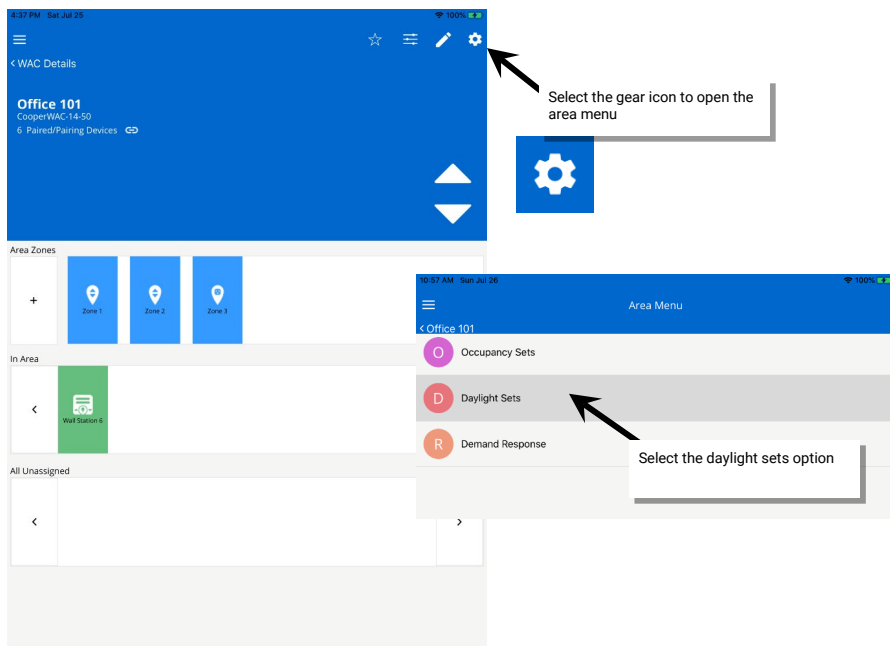 4:37 PM Sat Jul 25
100%
< WAC Details
Office 101
CooperWAC-14-50
6 Paired/Pairing Devices
Select the gear icon to open the
area menu
Area Zones
+
Zone 1
Zone 2
Zone 3
In Area
<
Wall Station 6
All Unassigned
<
>
10:57 AM Sun Jul 26
100%
Area Menu
< Office 101
O Occupancy Sets
D Daylight Sets
R Demand Response
Select the daylight sets option